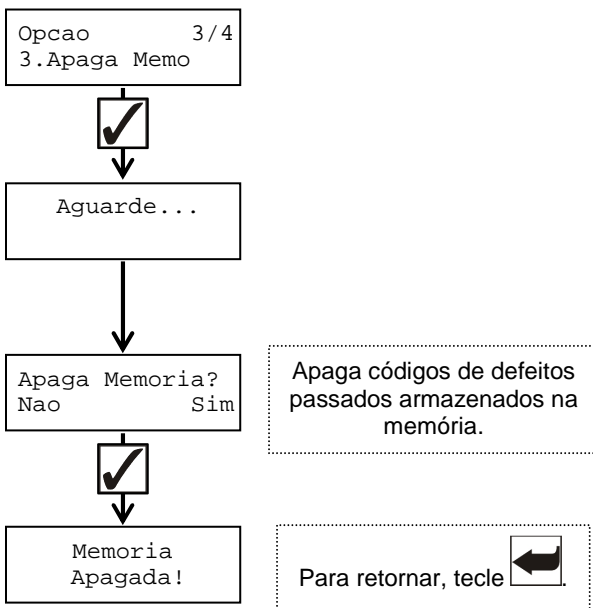 Opcao 3/4
3.Apaga Memo
Aguarde...
Apaga Memoria?
Nao Sim
Apaga códigos de defeitos
passados armazenados na
memória.
Memoria
Apagada!
Para retornar, tecle .